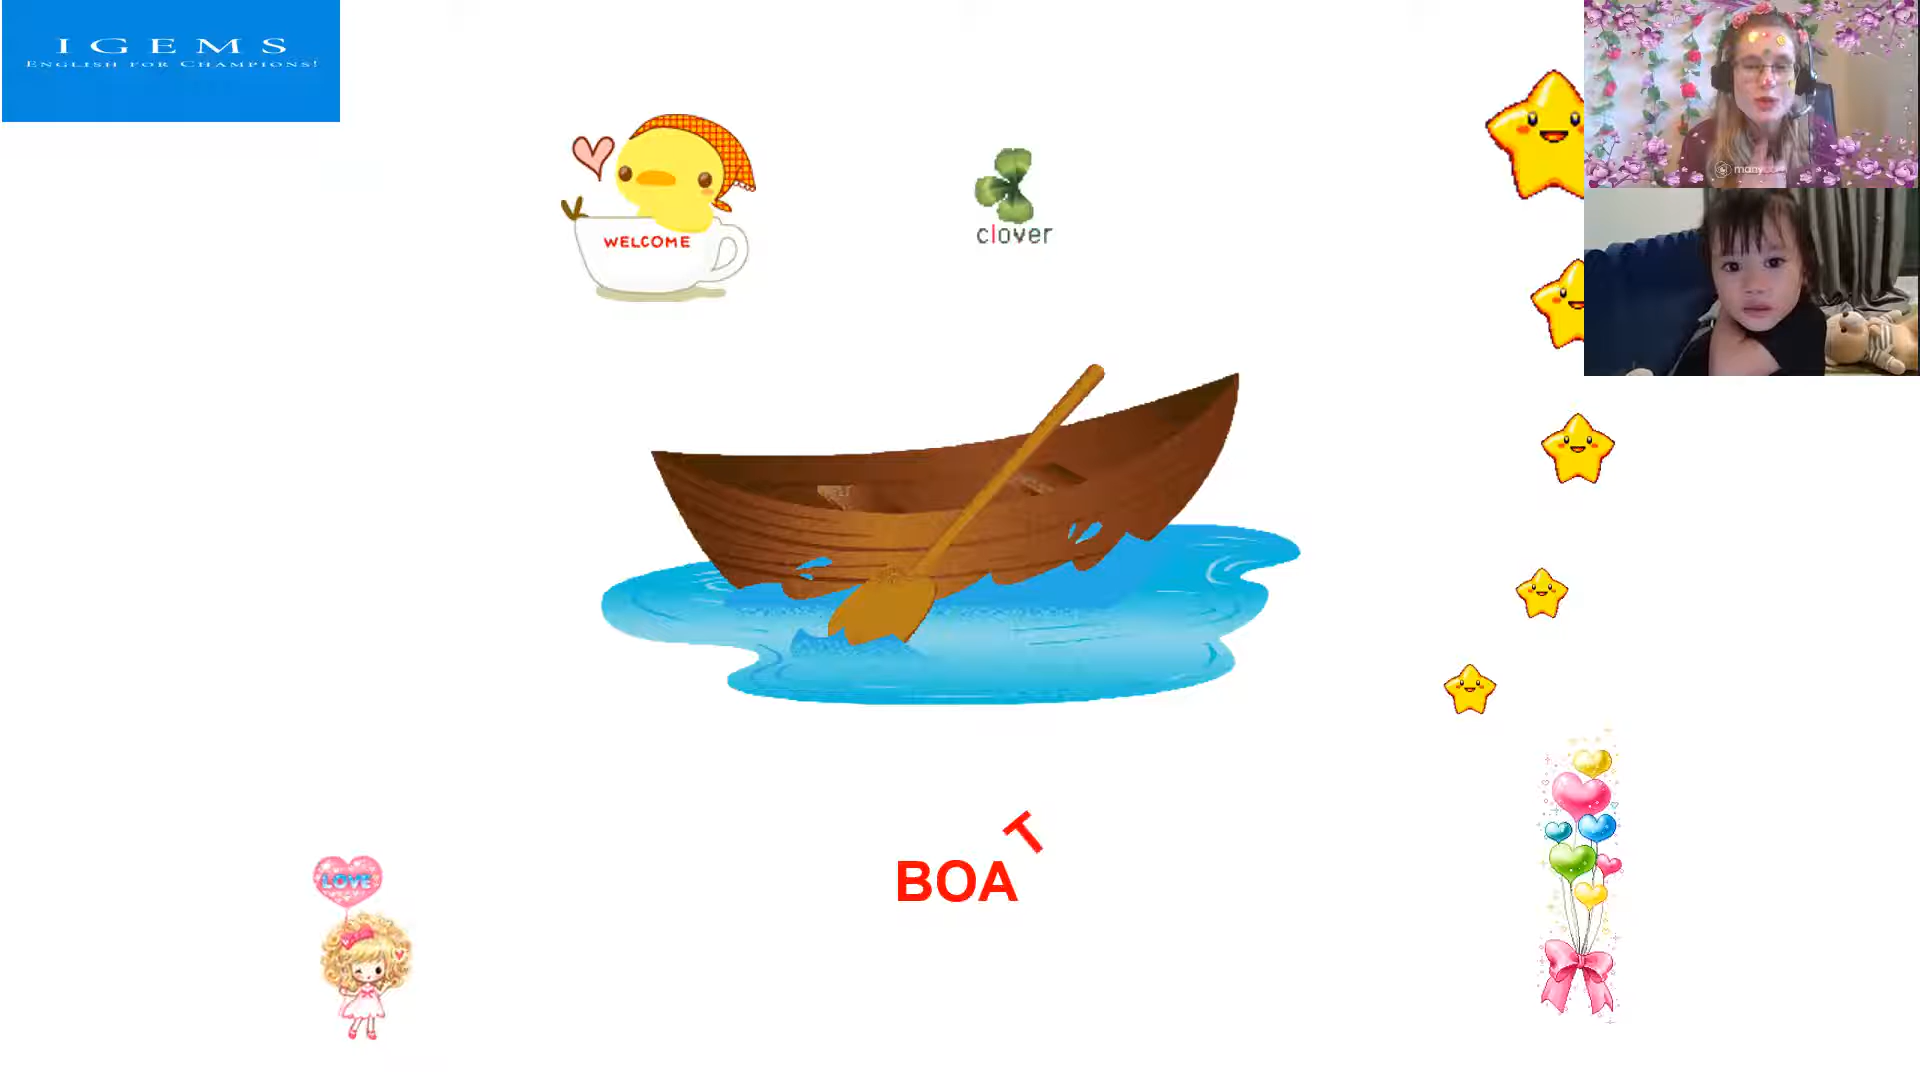 IGEMS
ENGLISH FOR CHAMPIONS!
WELCOME
clover
BOAT
LOVE